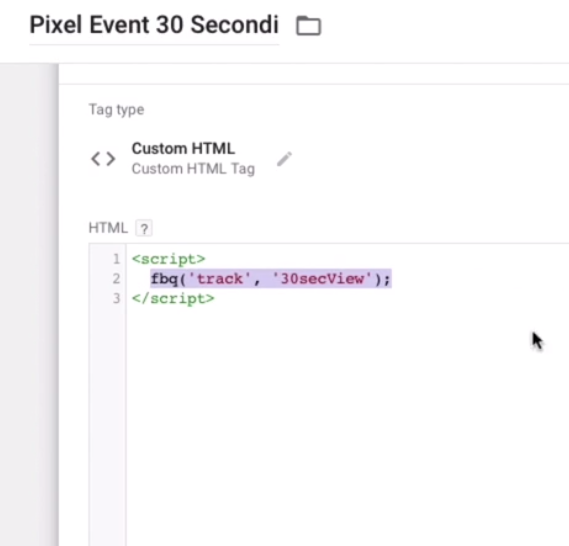 Pixel Event 30 Secondi
Tag type
Custom HTML
Custom HTML Tag
HTML ?
1 <script>
2 fbq('track', '30secView');
3 </script>